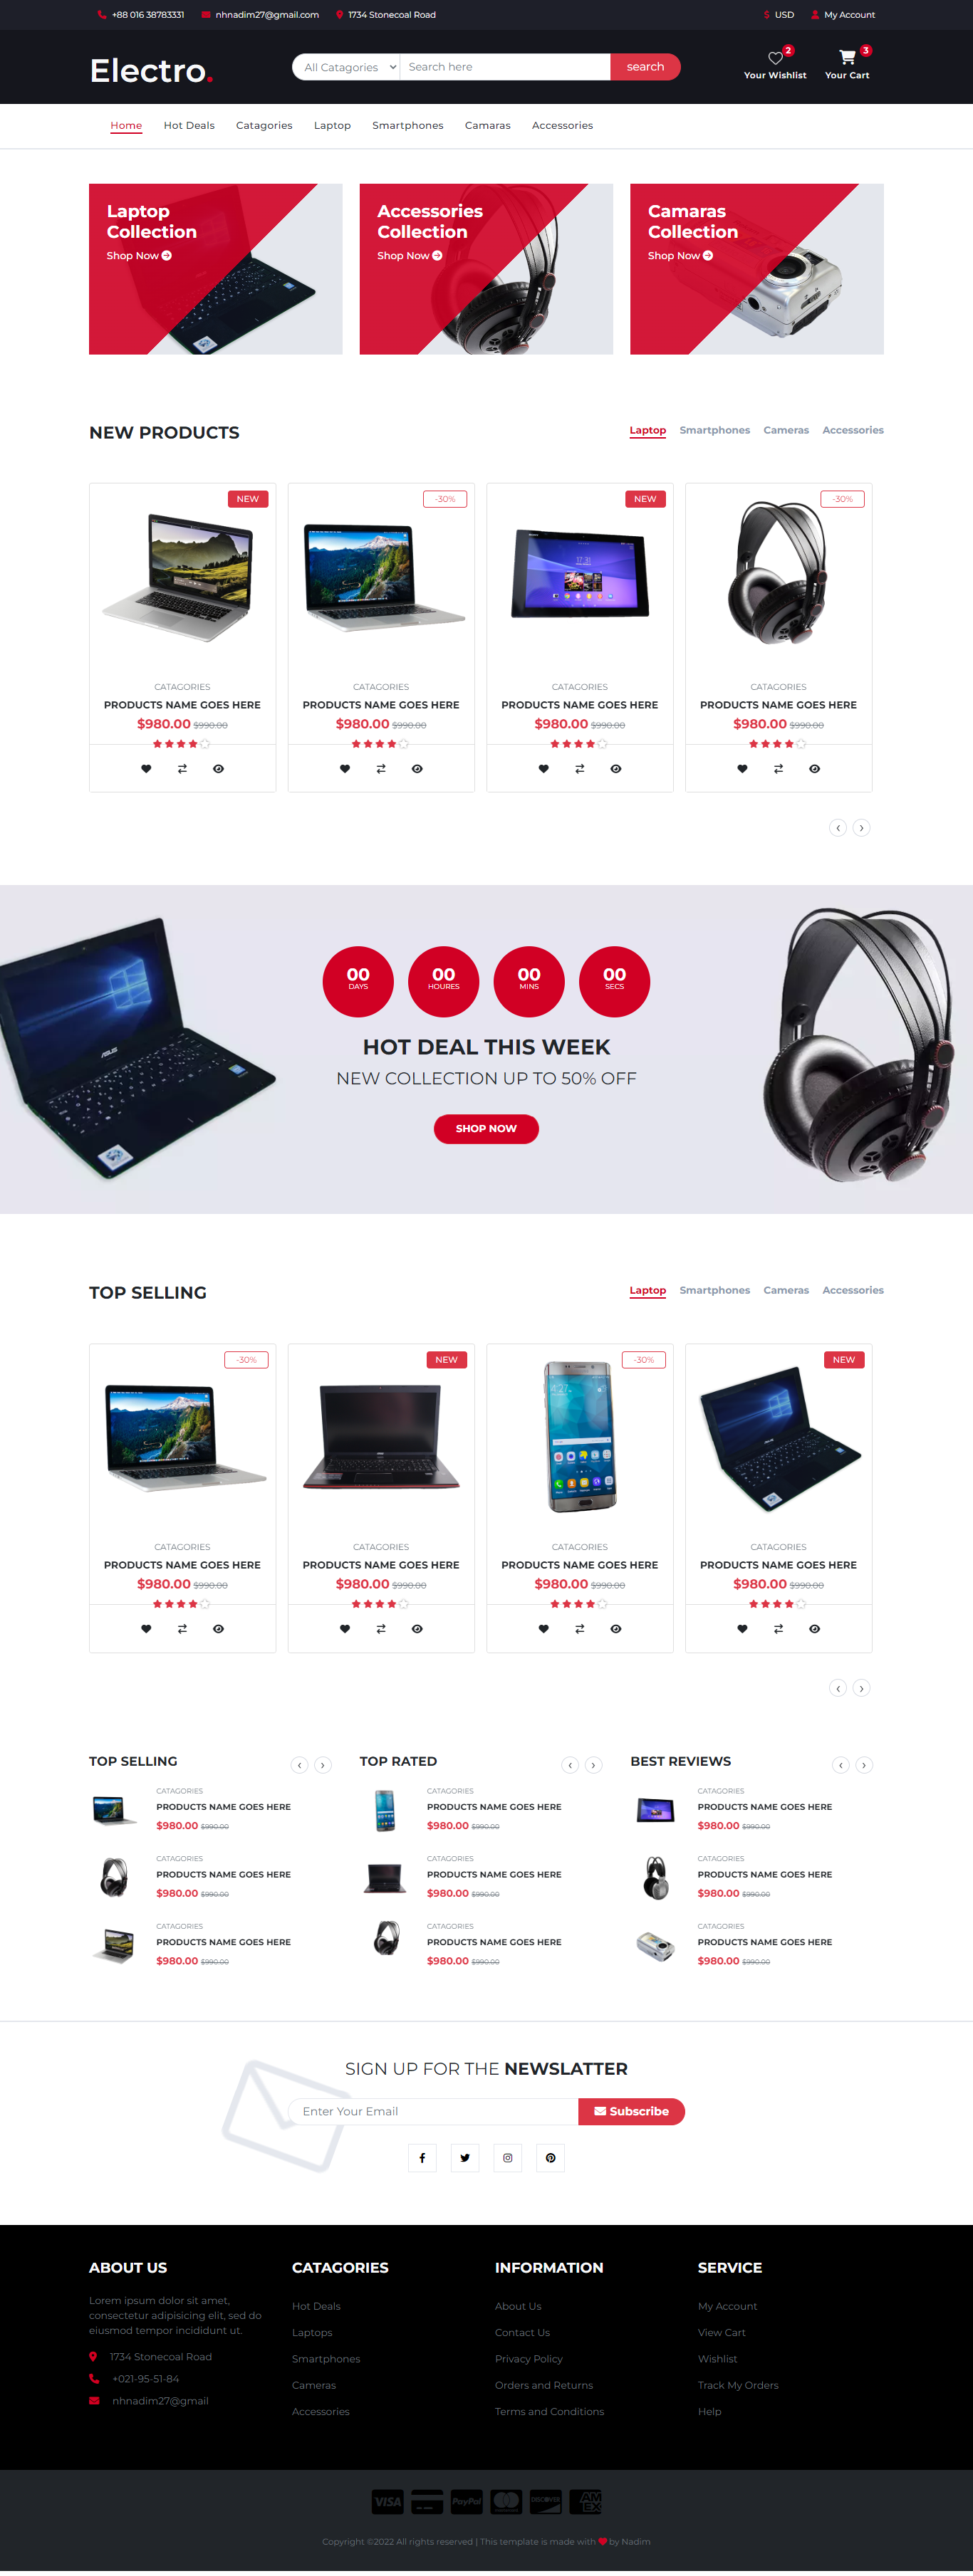 +88 016 38783331 nhnadim27@gmail.com 1734 Stonecoal Road $ USD My Account
Electro. All Catagories Search here search 2 Your Wishlist 3 Your Cart
Home Hot Deals Catagories Laptop Smartphones Camaras Accessories
Laptop Collection
Shop Now
Accessories Collection
Shop Now
Camaras Collection
Shop Now
NEW PRODUCTS Laptop Smartphones Cameras Accessories
NEW -30% NEW -30%
17:31
CATAGORIES CATAGORIES CATAGORIES CATAGORIES
PRODUCTS NAME GOES HERE PRODUCTS NAME GOES HERE PRODUCTS NAME GOES HERE PRODUCTS NAME GOES HERE
$980.00 $990.00 $980.00 $990.00 $980.00 $990.00 $980.00 $990.00
‹ ›
ASUS
00 00 00 00
DAYS HOURES MINS SECS
HOT DEAL THIS WEEK
NEW COLLECTION UP TO 50% OFF
SHOP NOW
TOP SELLING Laptop Smartphones Cameras Accessories
-30% NEW -30% NEW
4:27
CATAGORIES CATAGORIES CATAGORIES CATAGORIES
PRODUCTS NAME GOES HERE PRODUCTS NAME GOES HERE PRODUCTS NAME GOES HERE PRODUCTS NAME GOES HERE
$980.00 $990.00 $980.00 $990.00 $980.00 $990.00 $980.00 $990.00
‹ ›
TOP SELLING ‹ › TOP RATED ‹ › BEST REVIEWS ‹ ›
CATAGORIES CATAGORIES CATAGORIES
PRODUCTS NAME GOES HERE PRODUCTS NAME GOES HERE PRODUCTS NAME GOES HERE
$980.00 $990.00 $980.00 $990.00 $980.00 $990.00
CATAGORIES CATAGORIES CATAGORIES
PRODUCTS NAME GOES HERE PRODUCTS NAME GOES HERE PRODUCTS NAME GOES HERE
$980.00 $990.00 $980.00 $990.00 $980.00 $990.00
CATAGORIES CATAGORIES CATAGORIES
PRODUCTS NAME GOES HERE PRODUCTS NAME GOES HERE PRODUCTS NAME GOES HERE
$980.00 $990.00 $980.00 $990.00 $980.00 $990.00
SIGN UP FOR THE NEWSLATTER
Enter Your Email Subscribe
ABOUT US
Lorem ipsum dolor sit amet,
consectetur adipisicing elit, sed do
eiusmod tempor incididunt ut.
1734 Stonecoal Road
+021-95-51-84
nhnadim27@gmail
CATAGORIES
Hot Deals
Laptops
Smartphones
Cameras
Accessories
INFORMATION
About Us
Contact Us
Privacy Policy
Orders and Returns
Terms and Conditions
SERVICE
My Account
View Cart
Wishlist
Track My Orders
Help
VISA PayPal DISCOVER AM EX
Copyright ©2022 All rights reserved | This template is made with by Nadim